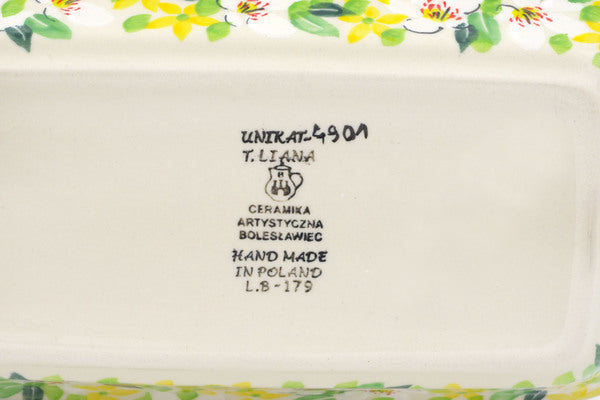 UNIKAT-4901
T. LIANA
CERAMIKA
ARTYSTYCZNA
BOLESŁAWIEC
HAND MADE
IN POLAND
L.B-179